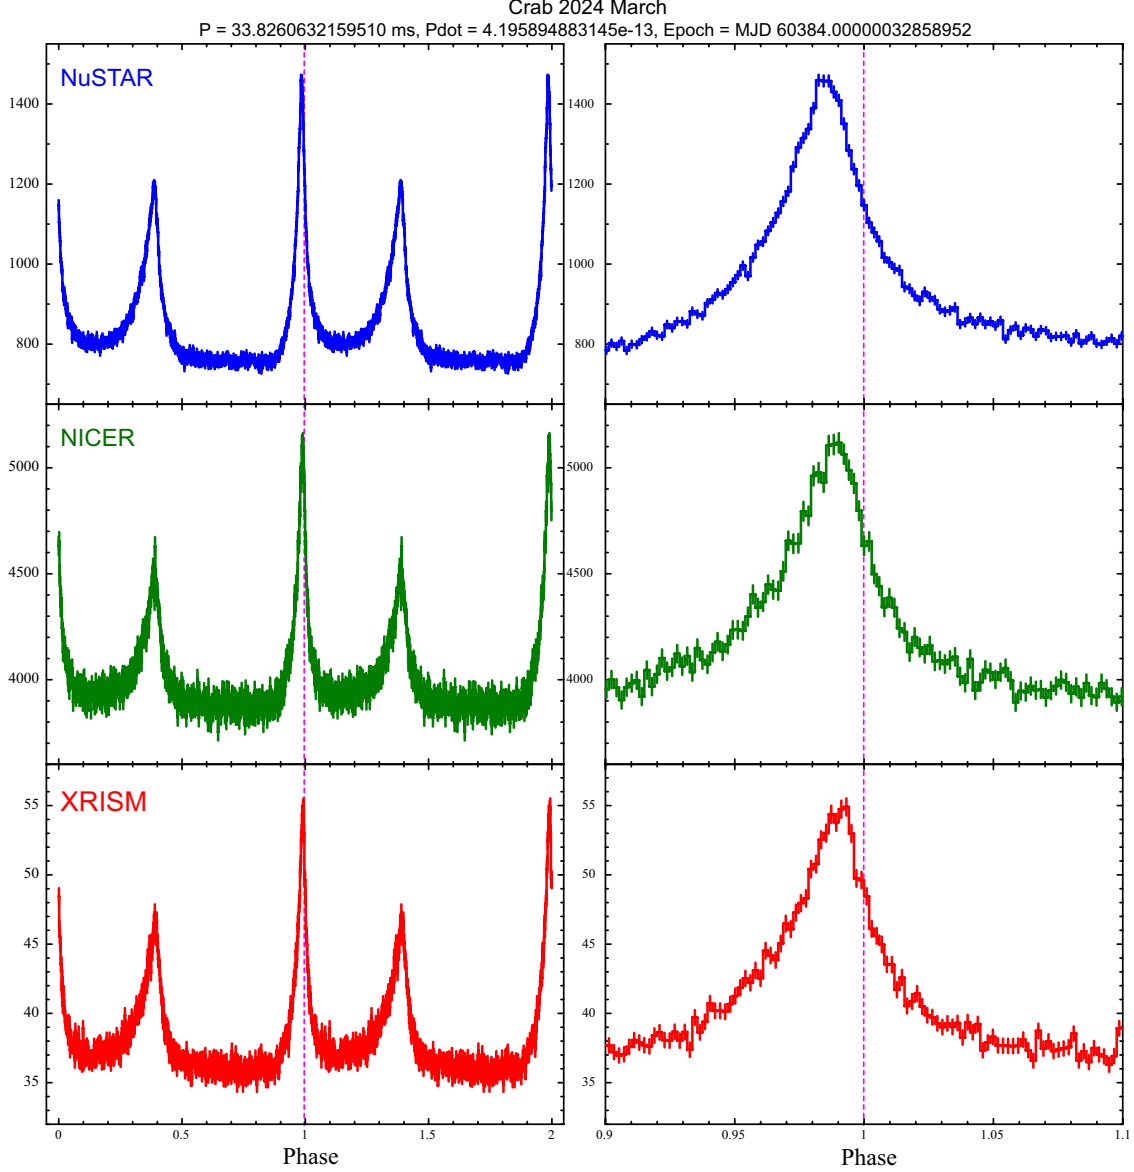 Crab 2024 March
P = 33.8260632159510 ms, Pdot = 4.195894883145e-13, Epoch = MJD 60384.00000032858952
NuSTAR
1400
1200
1000
800
1400
1200
1000
800
NICER
5000
4500
4000
5000
4500
4000
XRISM
55
50
45
40
35
55
50
45
40
35
0 0.5 1 1.5 2
0.9 0.95 1 1.05 1.1
Phase
Phase